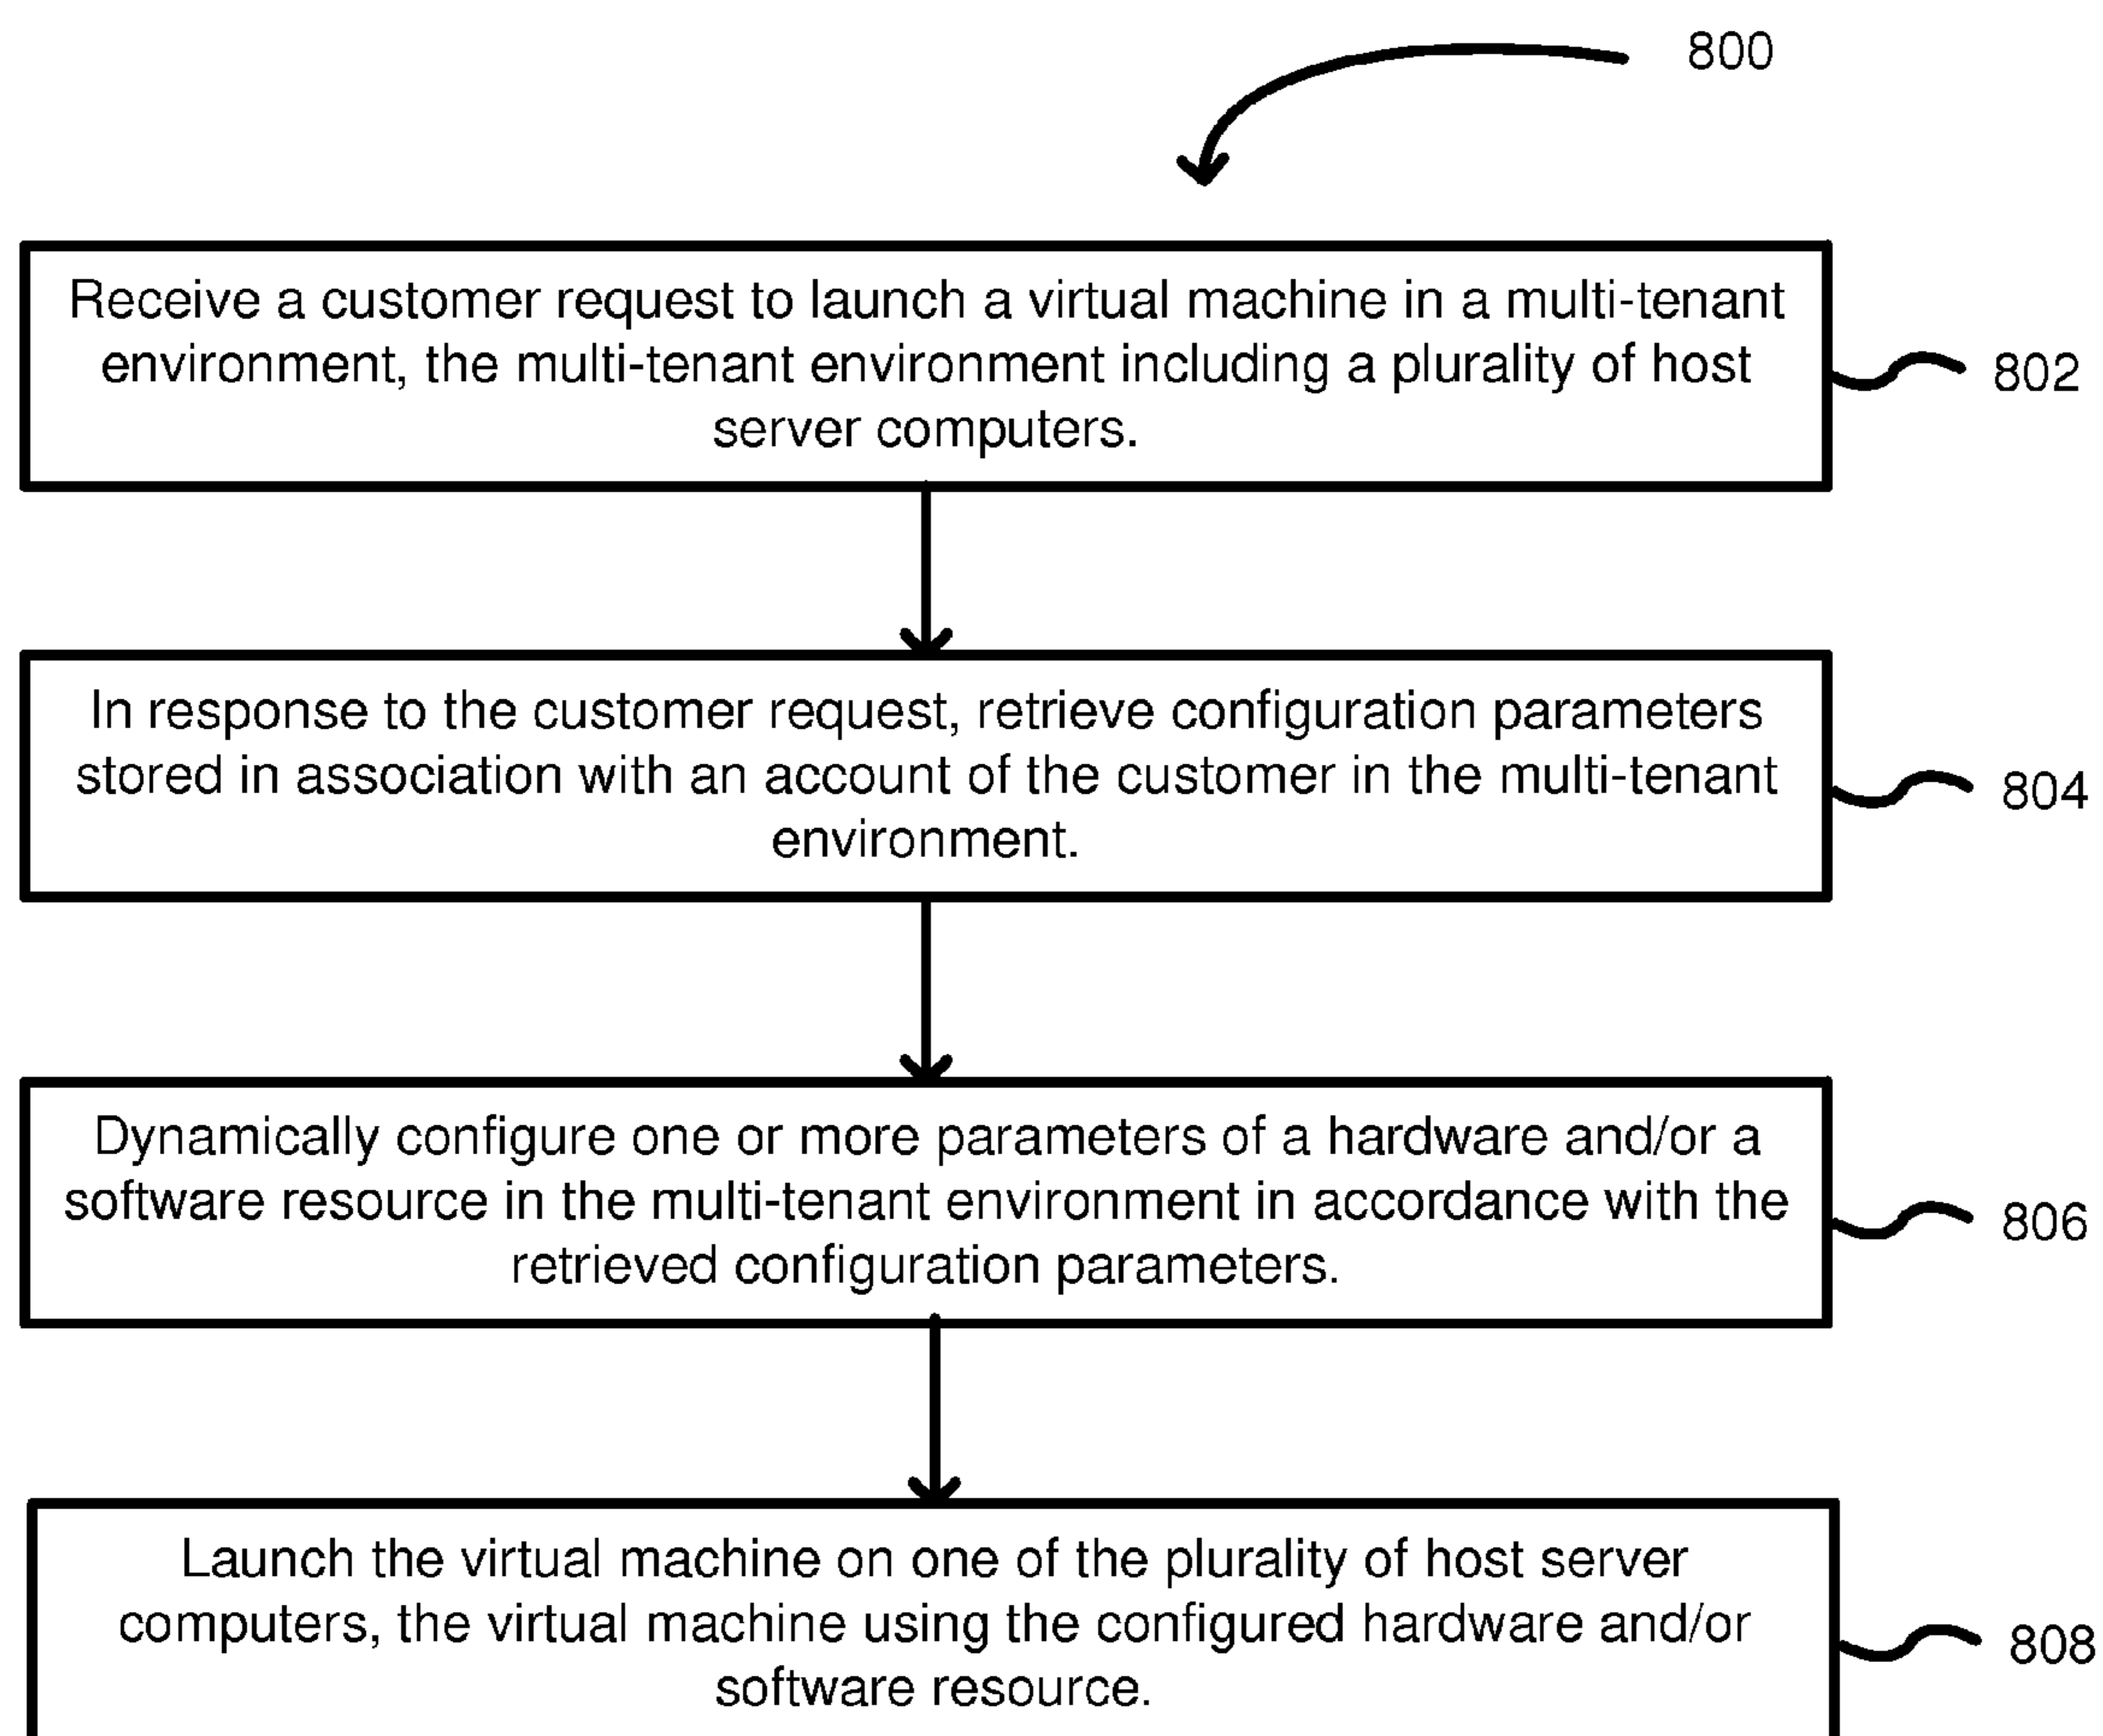 800
Receive a customer request to launch a virtual machine in a multi-tenant
environment, the multi-tenant environment including a plurality of host
server computers.
802
In response to the customer request, retrieve configuration parameters
stored in association with an account of the customer in the multi-tenant
environment.
804
Dynamically configure one or more parameters of a hardware and/or a
software resource in the multi-tenant environment in accordance with the
retrieved configuration parameters.
806
Launch the virtual machine on one of the plurality of host server
computers, the virtual machine using the configured hardware and/or
software resource.
808